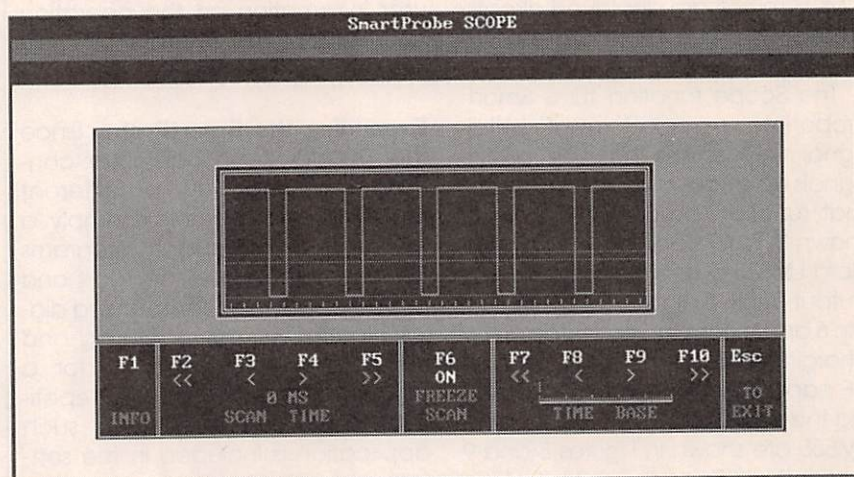 SmartProbe SCOPE
F1 F2 F3 F4 F5 F6 F7 F8 F9 F10 Esc
<< < > >> ON << < > >>
0 MS FREEZE TO
INFO SCAN TIME SCAN TIME BASE EXIT